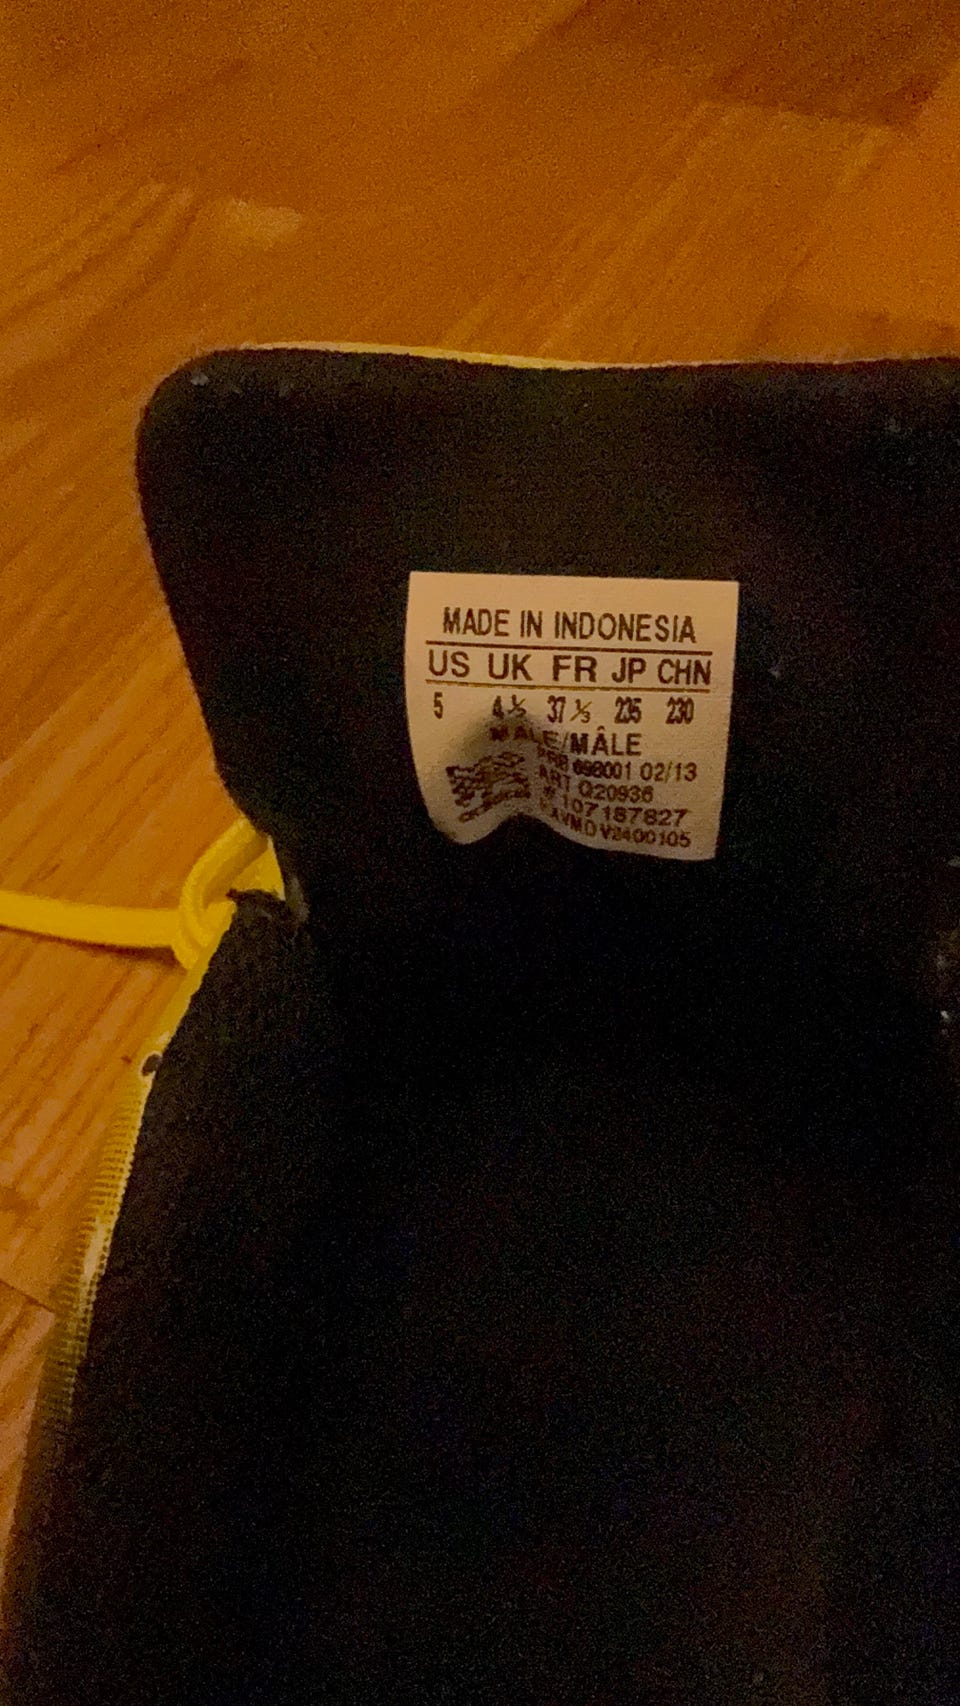 MADE IN INDONESIA
US UK FR JP CHN
5 4½ 37⅓ 235 230
MALE/MÂLE
698001 02/13
ART Q20936
# 107187827